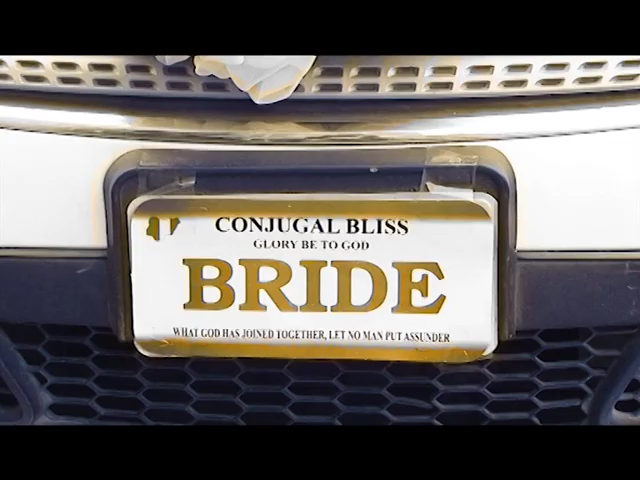 CONJUGAL BLISS
GLORY BE TO GOD
BRIDE
WHAT GOD HAS JOINED TOGETHER, LET NO MAN PUT ASSUNDER